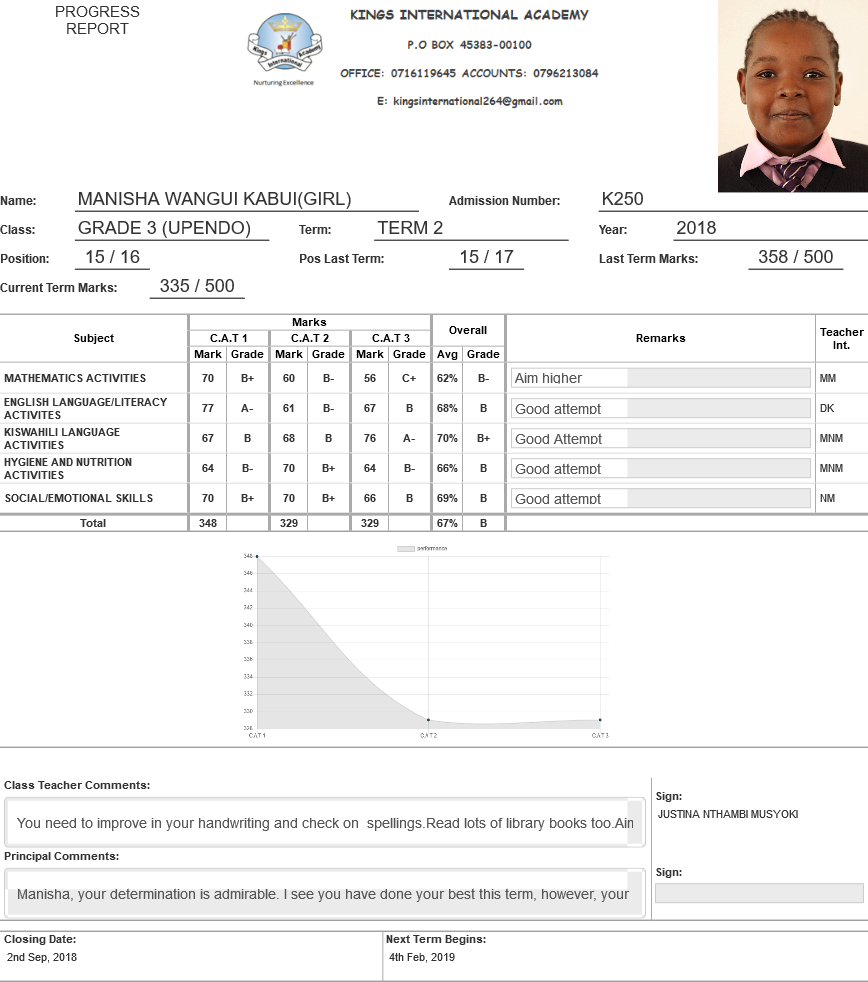 PROGRESS
REPORT
Kings International Academy
Nurturing Excellence
KINGS INTERNATIONAL ACADEMY
P.O BOX 45383-00100
OFFICE: 0716119645 ACCOUNTS: 0796213084
E: kingsinternational264@gmail.com
Name: MANISHA WANGUI KABUI(GIRL) Admission Number: K250
Class: GRADE 3 (UPENDO) Term: TERM 2 Year: 2018
Position: 15 / 16 Pos Last Term: 15 / 17 Last Term Marks: 358 / 500
Current Term Marks: 335 / 500
Subject Marks Overall Remarks Teacher Int.
C.A.T 1 C.A.T 2 C.A.T 3
Mark Grade Mark Grade Mark Grade Avg Grade
MATHEMATICS ACTIVITIES 70 B+ 60 B- 56 C+ 62% B- Aim higher MM
ENGLISH LANGUAGE/LITERACY ACTIVITES 77 A- 61 B- 67 B 68% B Good attempt DK
KISWAHILI LANGUAGE ACTIVITIES 67 B 68 B 76 A- 70% B+ Good Attempt MNM
HYGIENE AND NUTRITION ACTIVITIES 64 B- 70 B+ 64 B- 66% B Good attempt MNM
SOCIAL/EMOTIONAL SKILLS 70 B+ 70 B+ 66 B 69% B Good attempt NM
Total 348 329 329 67% B
performance
348
346
344
342
340
338
336
334
332
330
328
CAT1 CAT2 CAT3
Class Teacher Comments:
You need to improve in your handwriting and check on  spellings.Read lots of library books too.Aim
Sign:
JUSTINA NTHAMBI MUSYOKI
Principal Comments:
Manisha, your determination is admirable. I see you have done your best this term, however, your
Sign:
Closing Date: Next Term Begins:
2nd Sep, 2018 4th Feb, 2019